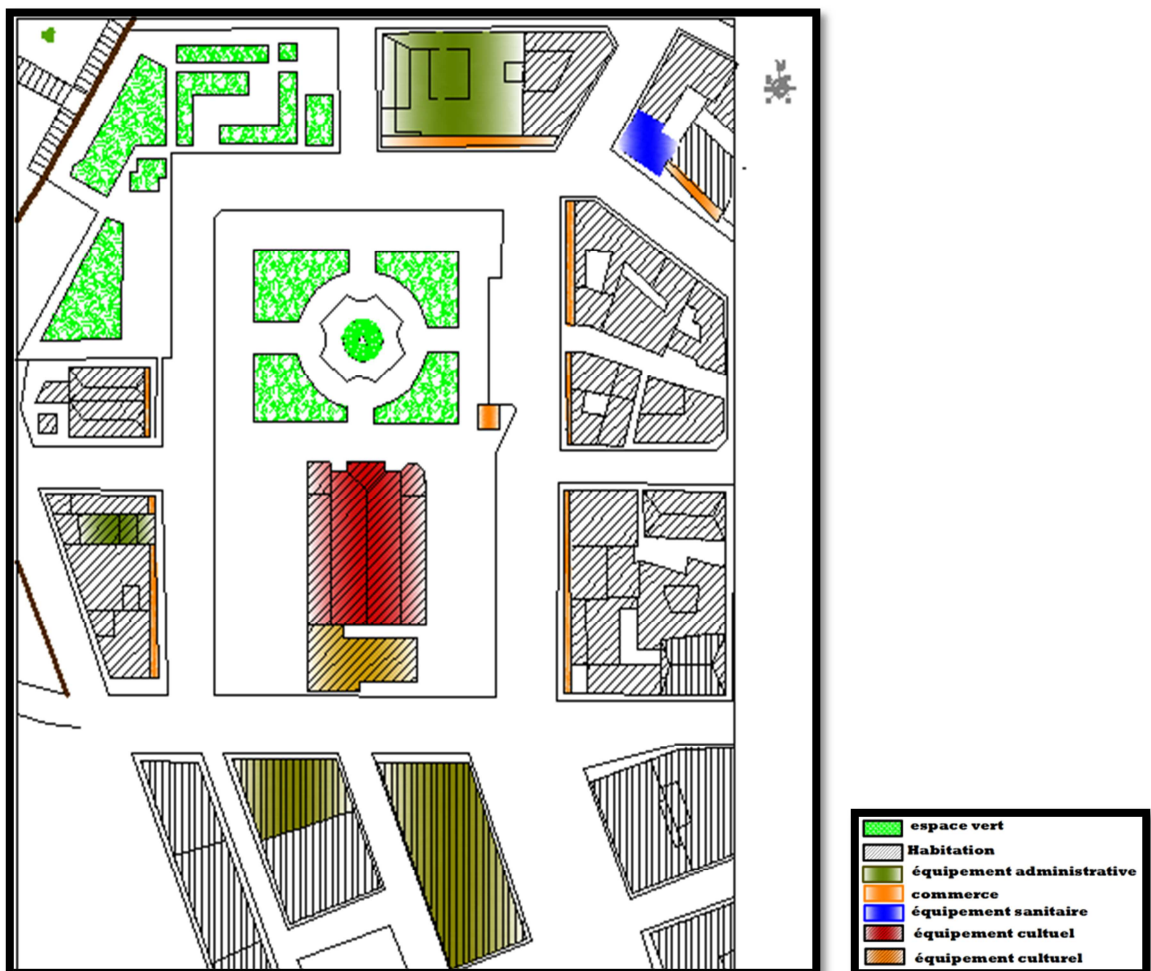 N
espace vert
Habitation
équipement administrative
commerce
équipement sanitaire
équipement cultuel
équipement culturel